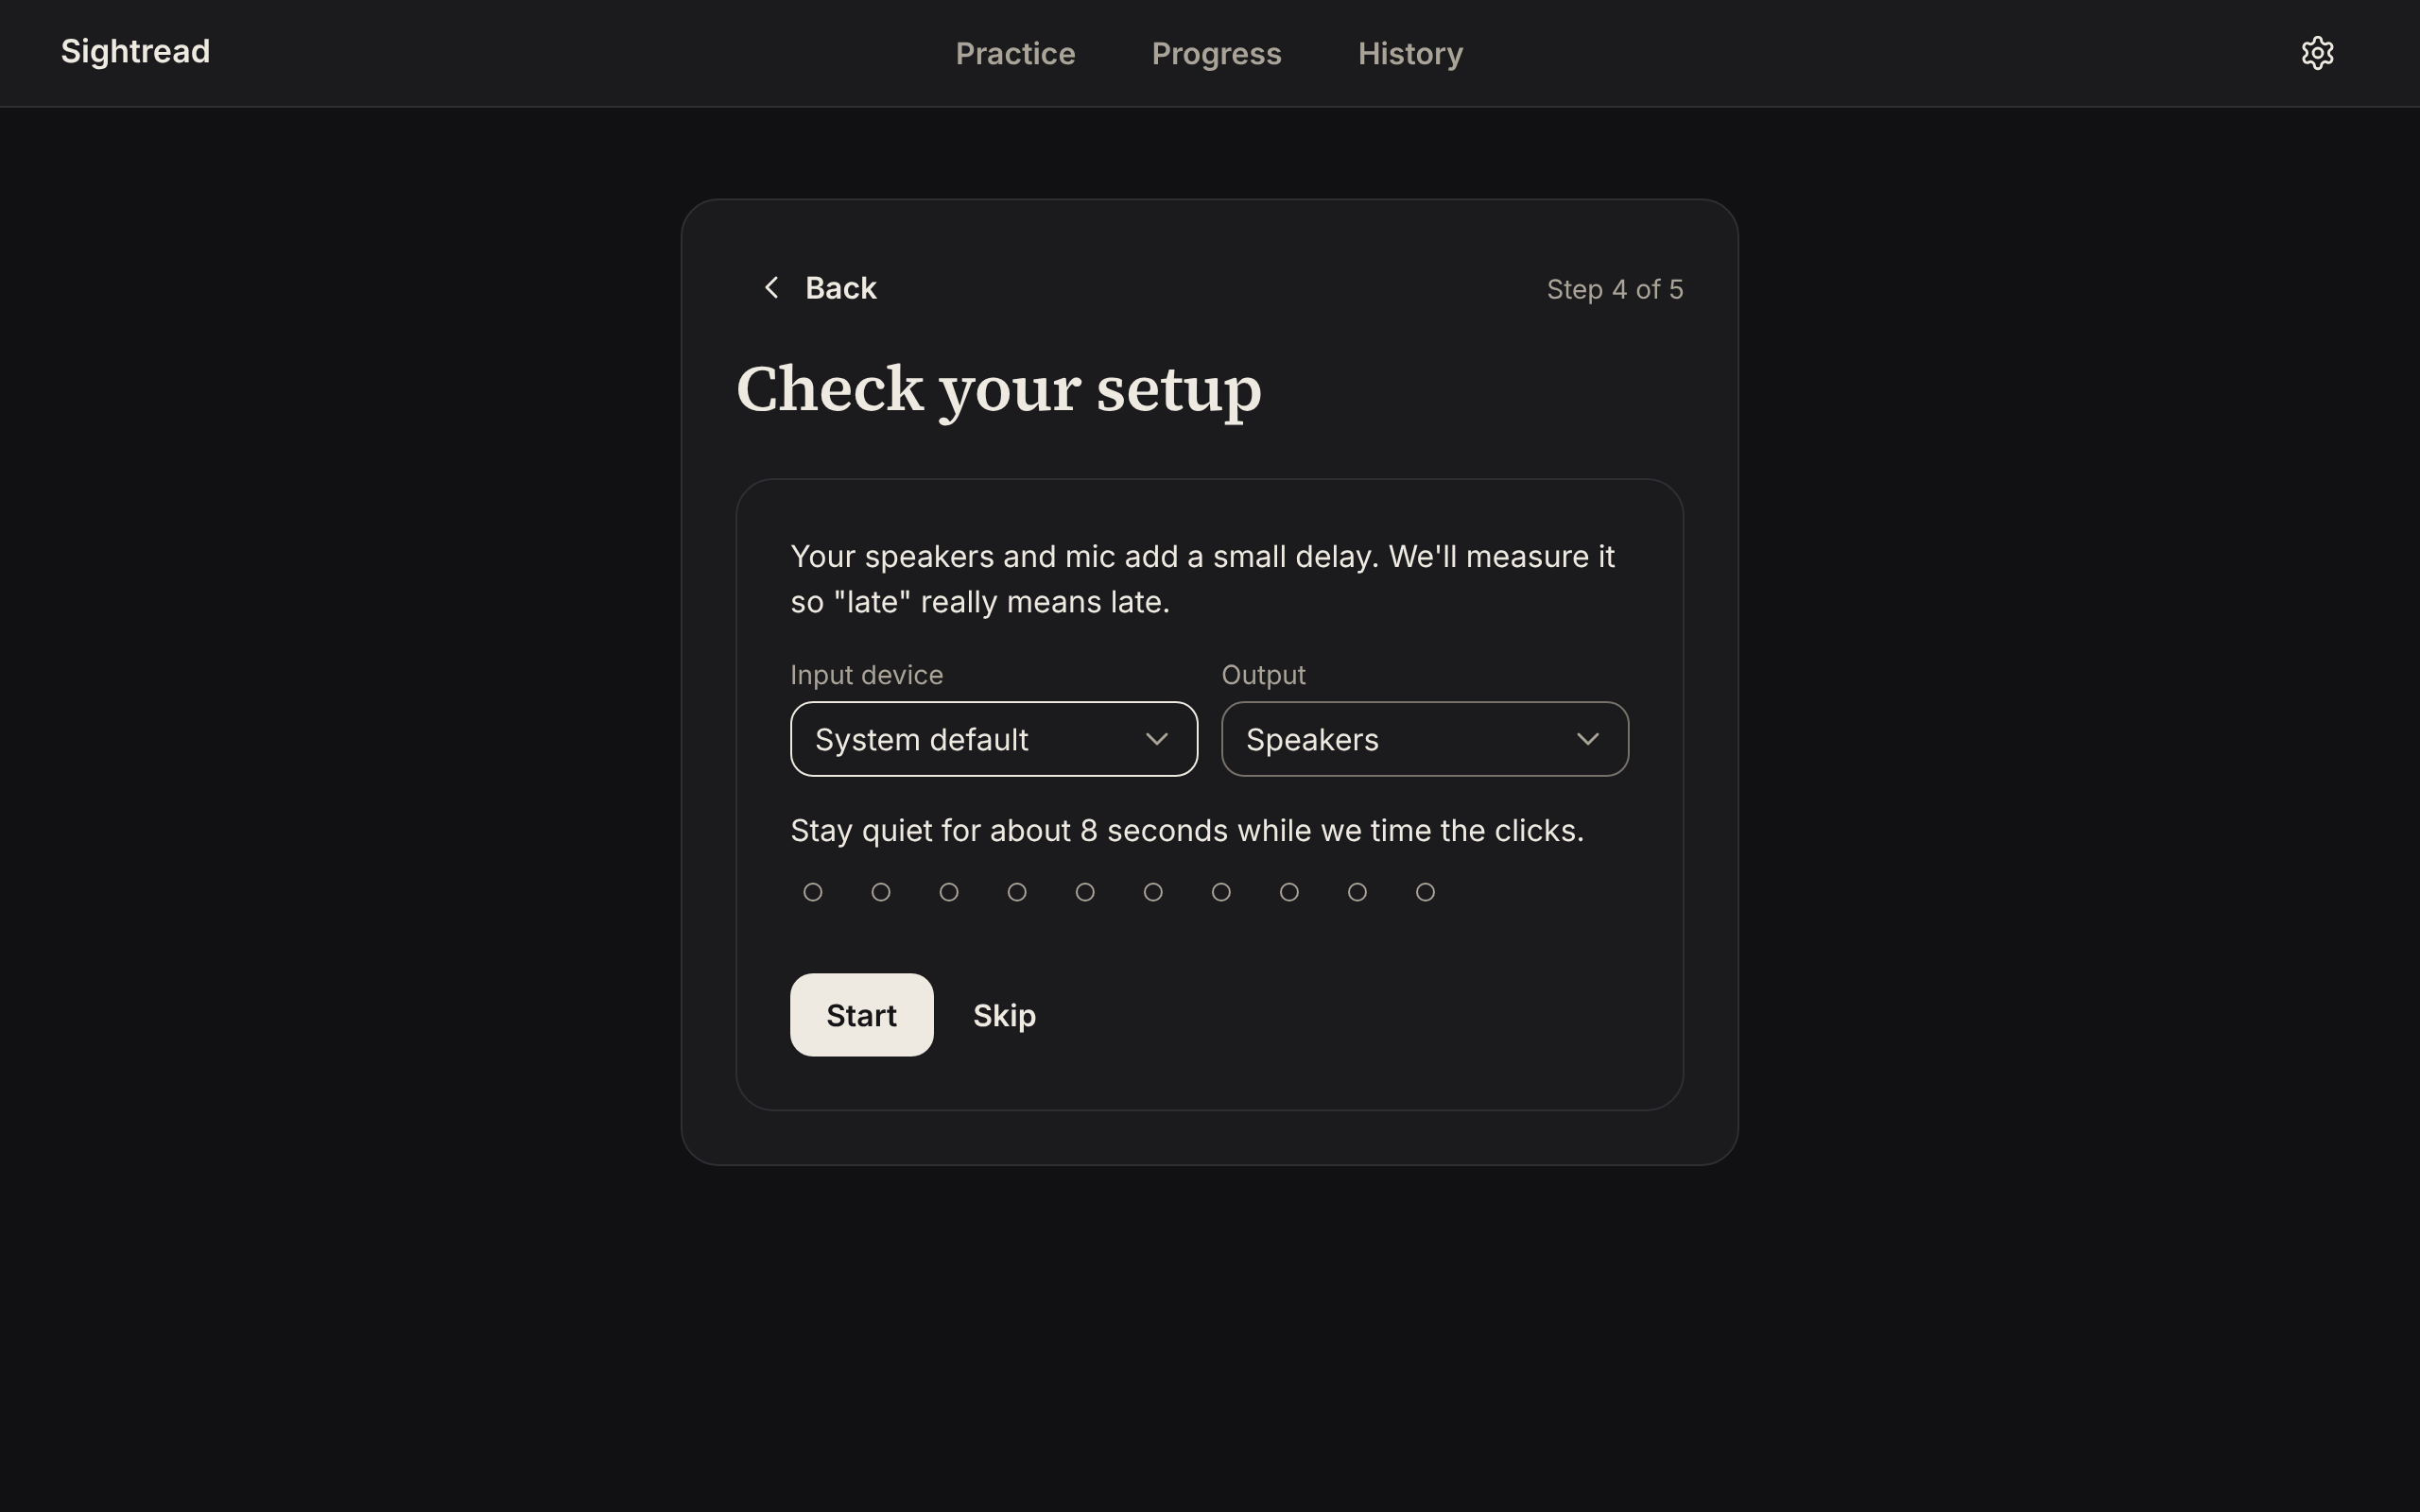 Sightread
Practice
Progress
History
Back
Step 4 of 5
Check your setup
Your speakers and mic add a small delay. We'll measure it
so "late" really means late.
Input device
Output
System default
Speakers
Stay quiet for about 8 seconds while we time the clicks.
Start
Skip